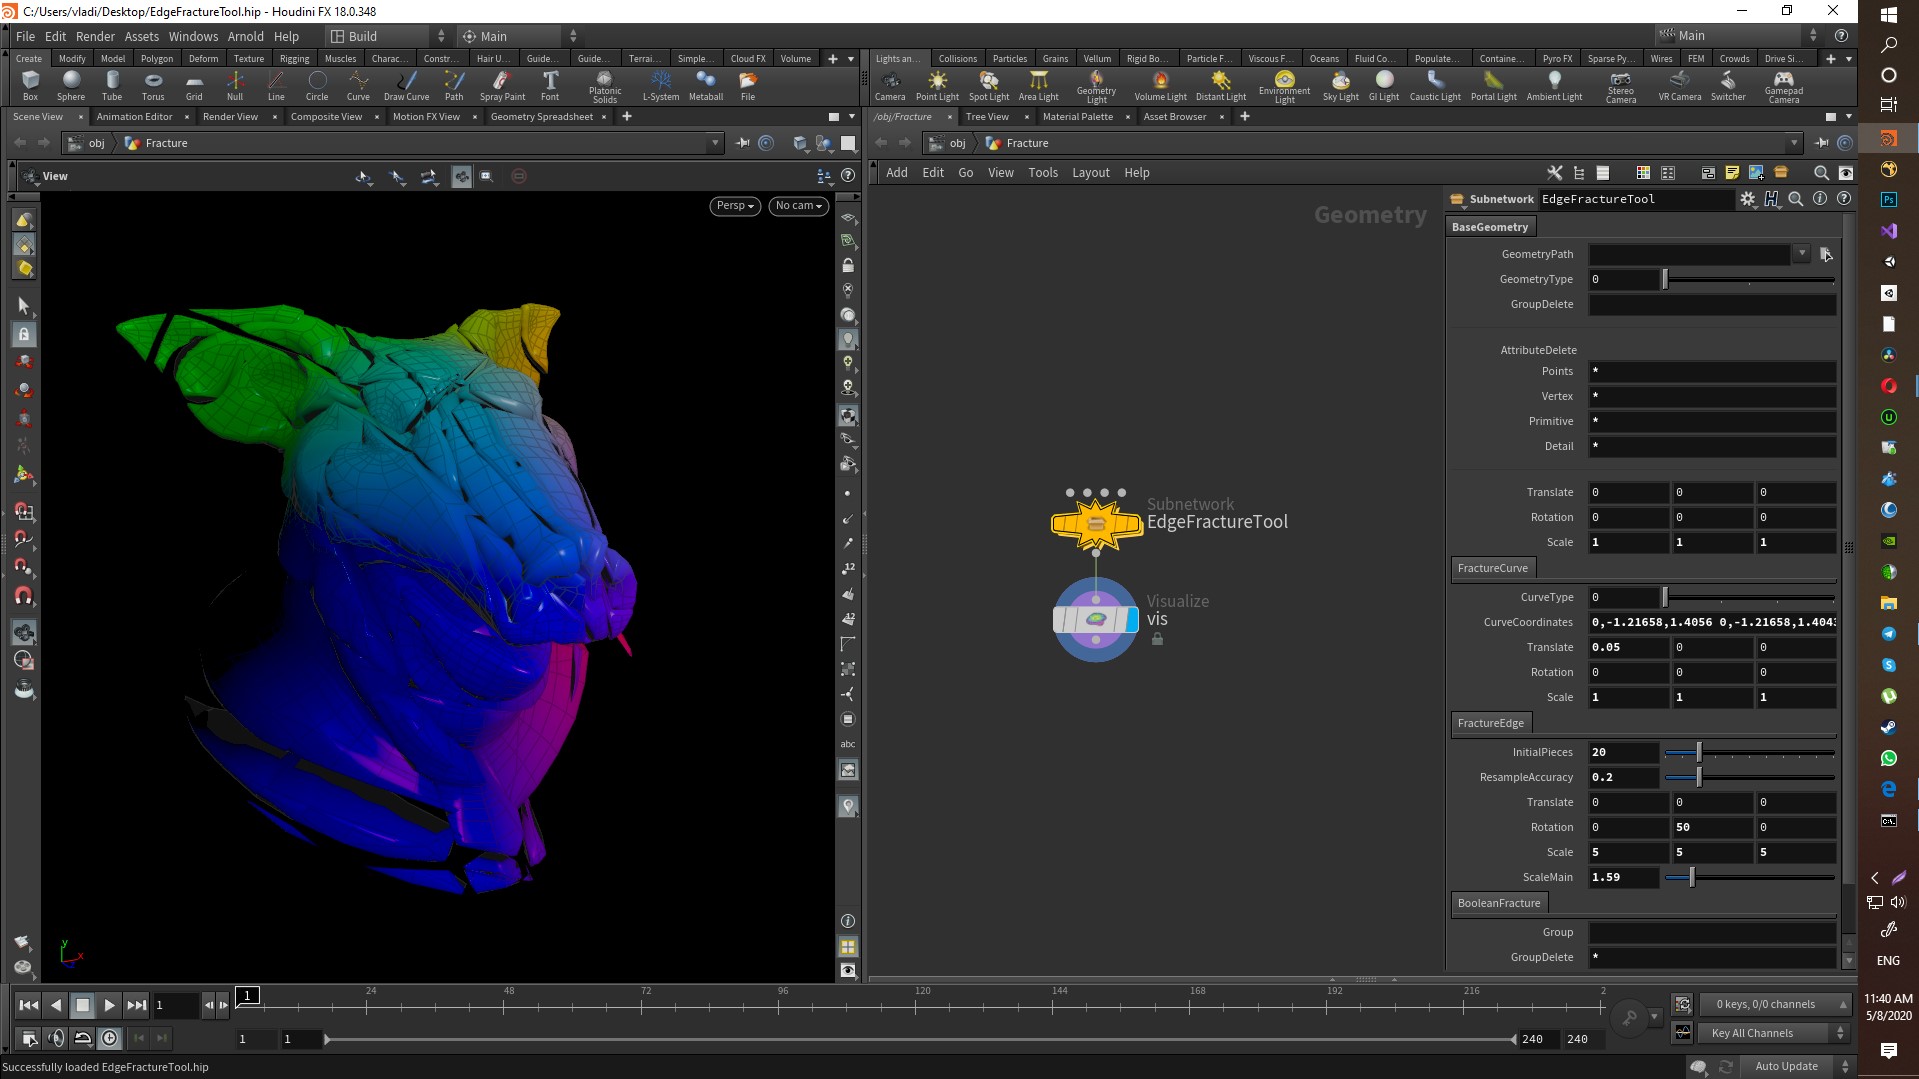 C:/Users/vladi/Desktop/EdgeFractureTool.hip - Houdini FX 18.0.348
File Edit Render Assets Windows Arnold Help Build Main Main
Create Modify Model Polygon Deform Texture Rigging Muscles Charac... Constr... Hair U... Guide... Guide... Terrai... Simple... Cloud FX Volume
Lights an... Collisions Particles Grains Vellum Rigid Bo... Particle F... Viscous F... Oceans Fluid Co... Populate... Containe... Pyro FX Sparse Py... Wires FEM Crowds Drive Si...
Box Sphere Tube Torus Grid Null Line Circle Curve Draw Curve Path Spray Paint Font Platonic Solids L-System Metaball File
Camera Point Light Spot Light Area Light Geometry Light Volume Light Distant Light Environment Light Sky Light GI Light Caustic Light Portal Light Ambient Light Stereo Camera VR Camera Switcher Gamepad Camera
Scene View Animation Editor Render View Composite View Motion FX View Geometry Spreadsheet
/obj/Fracture Tree View Material Palette Asset Browser
obj Fracture
obj Fracture
View
Add Edit Go View Tools Layout Help
Persp No cam
Geometry
Subnetwork
EdgeFractureTool
Visualize
vis
Subnetwork EdgeFractureTool
BaseGeometry
GeometryPath
GeometryType 0
GroupDelete
AttributeDelete
Points *
Vertex *
Primitive *
Detail *
Translate 0 0 0
Rotation 0 0 0
Scale 1 1 1
FractureCurve
CurveType 0
CurveCoordinates 0,-1.21658,1.4056 0,-1.21658,1.404
Translate 0.05 0 0
Rotation 0 0 0
Scale 1 1 1
FractureEdge
InitialPieces 20
ResampleAccuracy 0.2
Translate 0 0 0
Rotation 0 50 0
Scale 5 5 5
ScaleMain 1.59
BooleanFracture
Group
GroupDelete *
12
12
abc
y
x
Ps
ENG
11:40 AM
5/8/2020
1 1 24 48 72 96 120 144 168 192 216 2
0 keys, 0/0 channels
1 1 240 240
Key All Channels
Successfully loaded EdgeFractureTool.hip
Auto Update